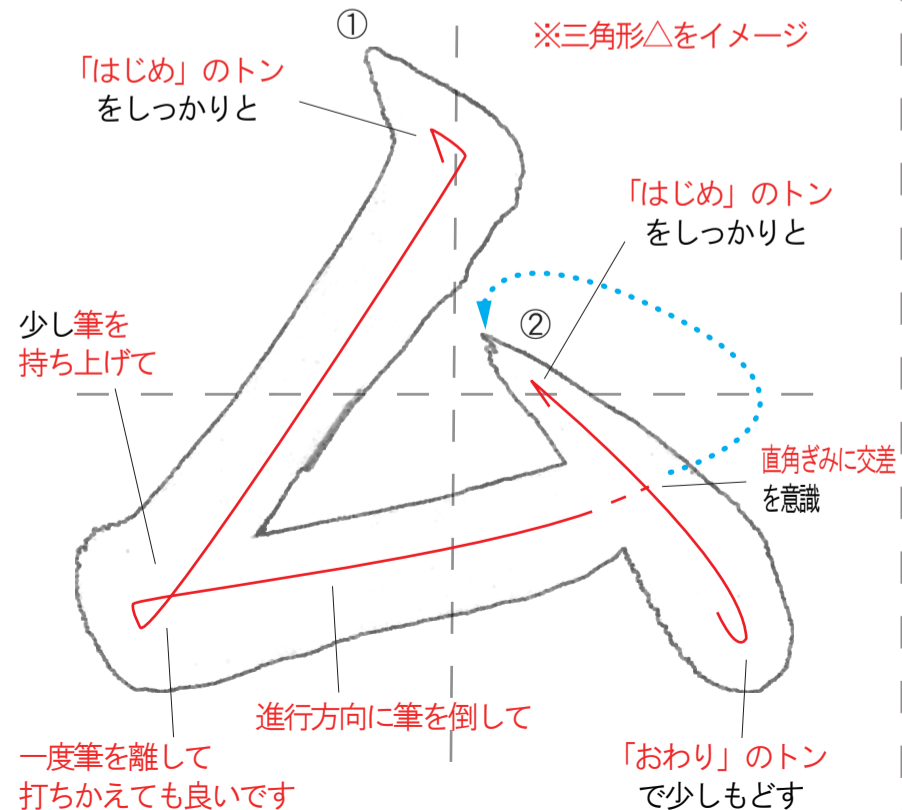 ①
※三角形△をイメージ
「はじめ」のトン
をしっかりと
「はじめ」のトン
をしっかりと
②
少し筆を
持ち上げて
直角ぎみに交差
を意識
進行方向に筆を倒して
一度筆を離して
打ちかえても良いです
「おわり」のトン
で少しもどす